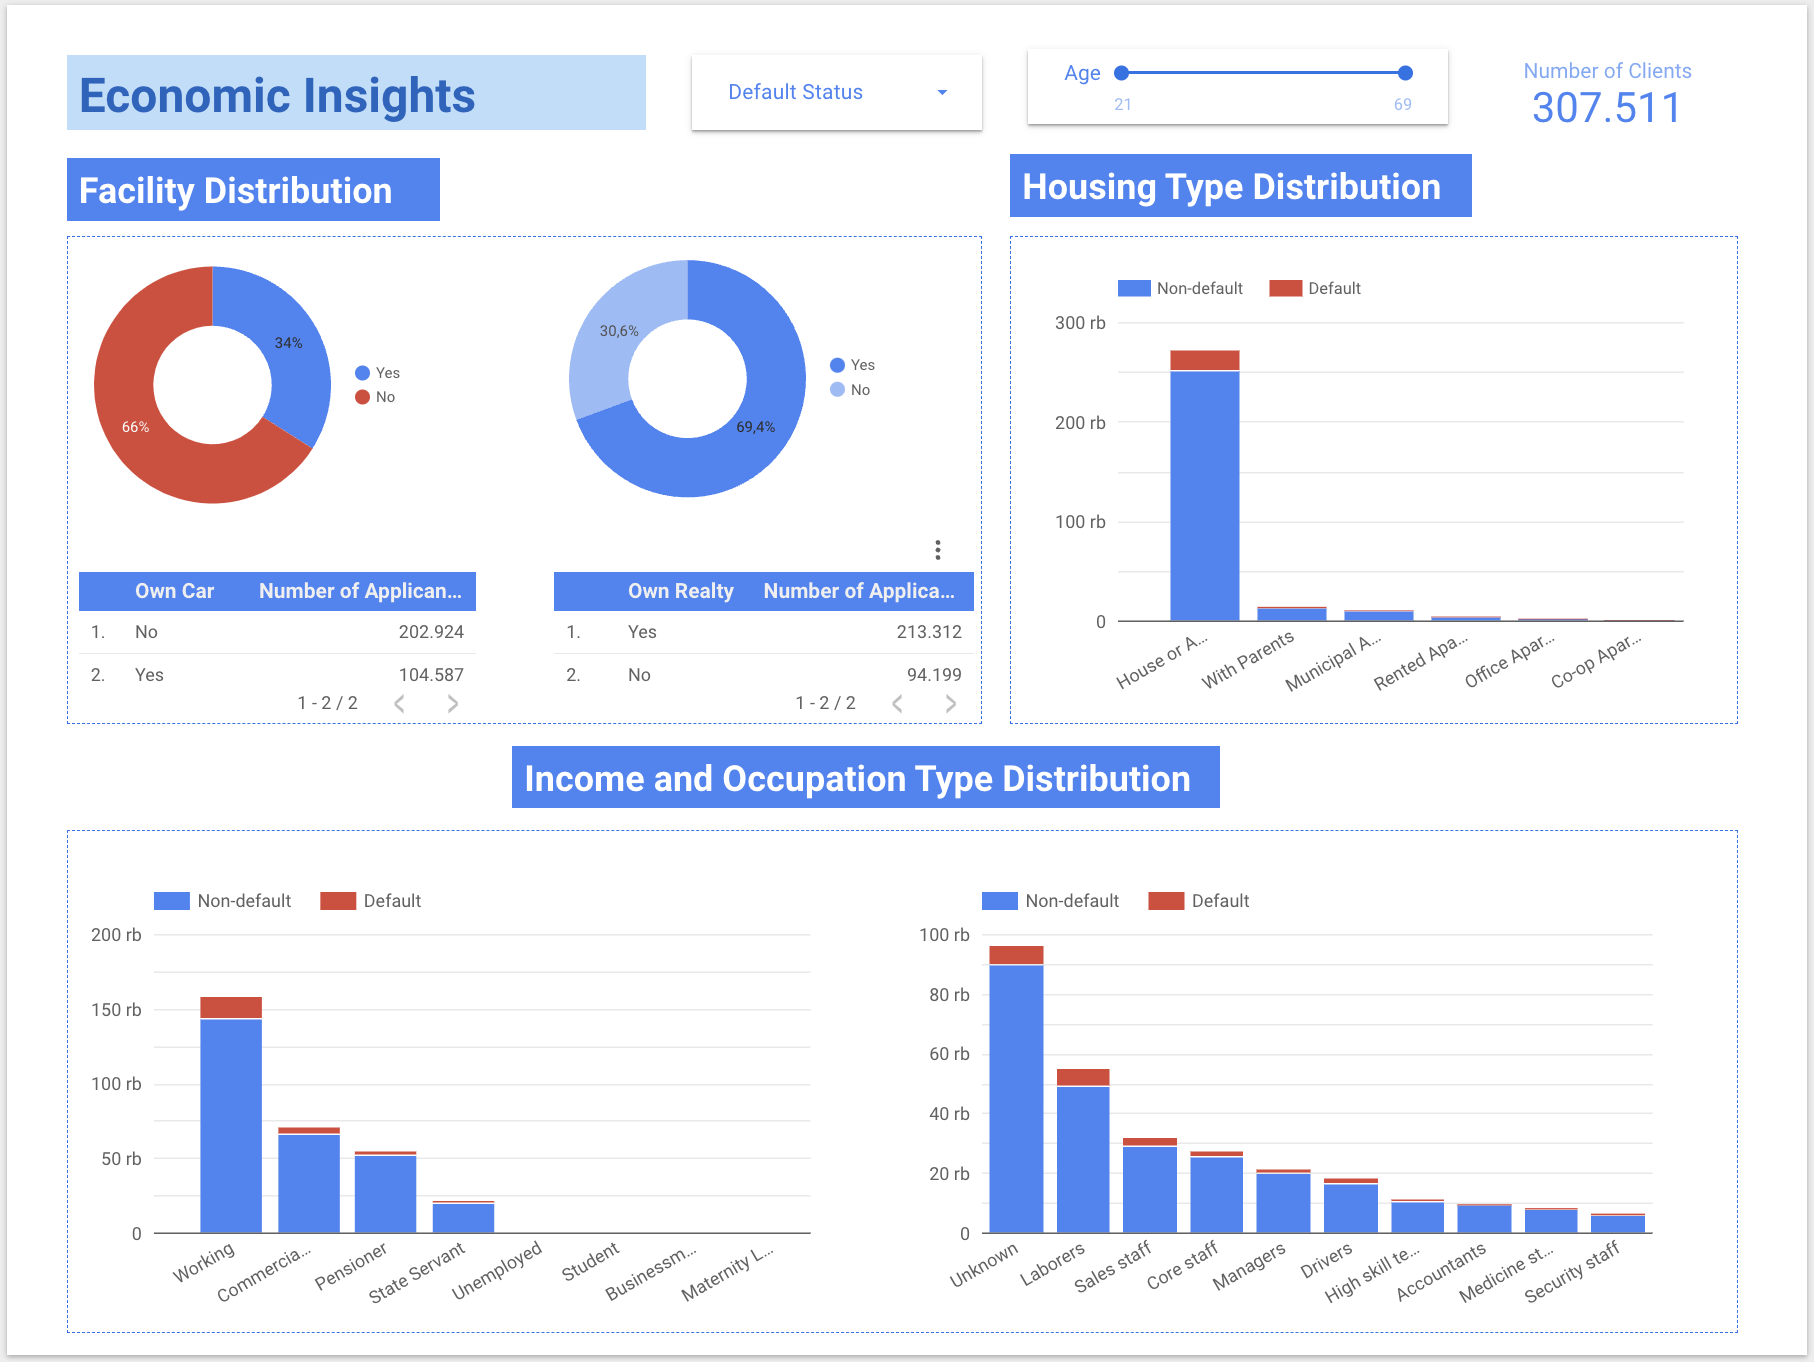 Economic Insights
Default Status
Age
21
69
Number of Clients
307.511
Facility Distribution
34%
66%
Yes
No
30,6%
69,4%
Yes
No
Own Car Number of Applican...
1. No 202.924
2. Yes 104.587
1 - 2 / 2
Own Realty Number of Applica...
1. Yes 213.312
2. No 94.199
1 - 2 / 2
Housing Type Distribution
Non-default Default
300 rb
200 rb
100 rb
0
House or A...
With Parents
Municipal A...
Rented Apa...
Office Apar...
Co-op Apar...
Income and Occupation Type Distribution
Non-default Default
200 rb
150 rb
100 rb
50 rb
0
Working
Commercia...
Pensioner
State Servant
Unemployed
Student
Businessm...
Maternity L...
Non-default Default
100 rb
80 rb
60 rb
40 rb
20 rb
0
Unknown
Laborers
Sales staff
Core staff
Managers
Drivers
High skill te...
Accountants
Medicine st...
Security staff